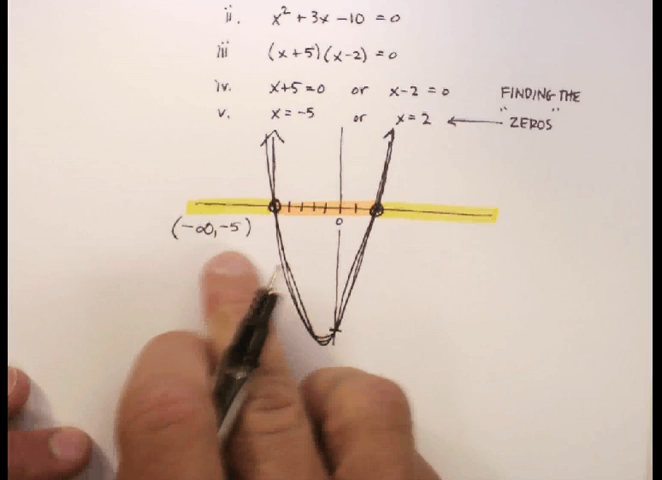 ii. x² + 3x - 10 = 0
iii (x+5)(x-2) = 0
iv. x+5=0 or x-2=0 FINDING THE
v. x=-5 or x=2 "ZEROS"
0
(-∞,-5)